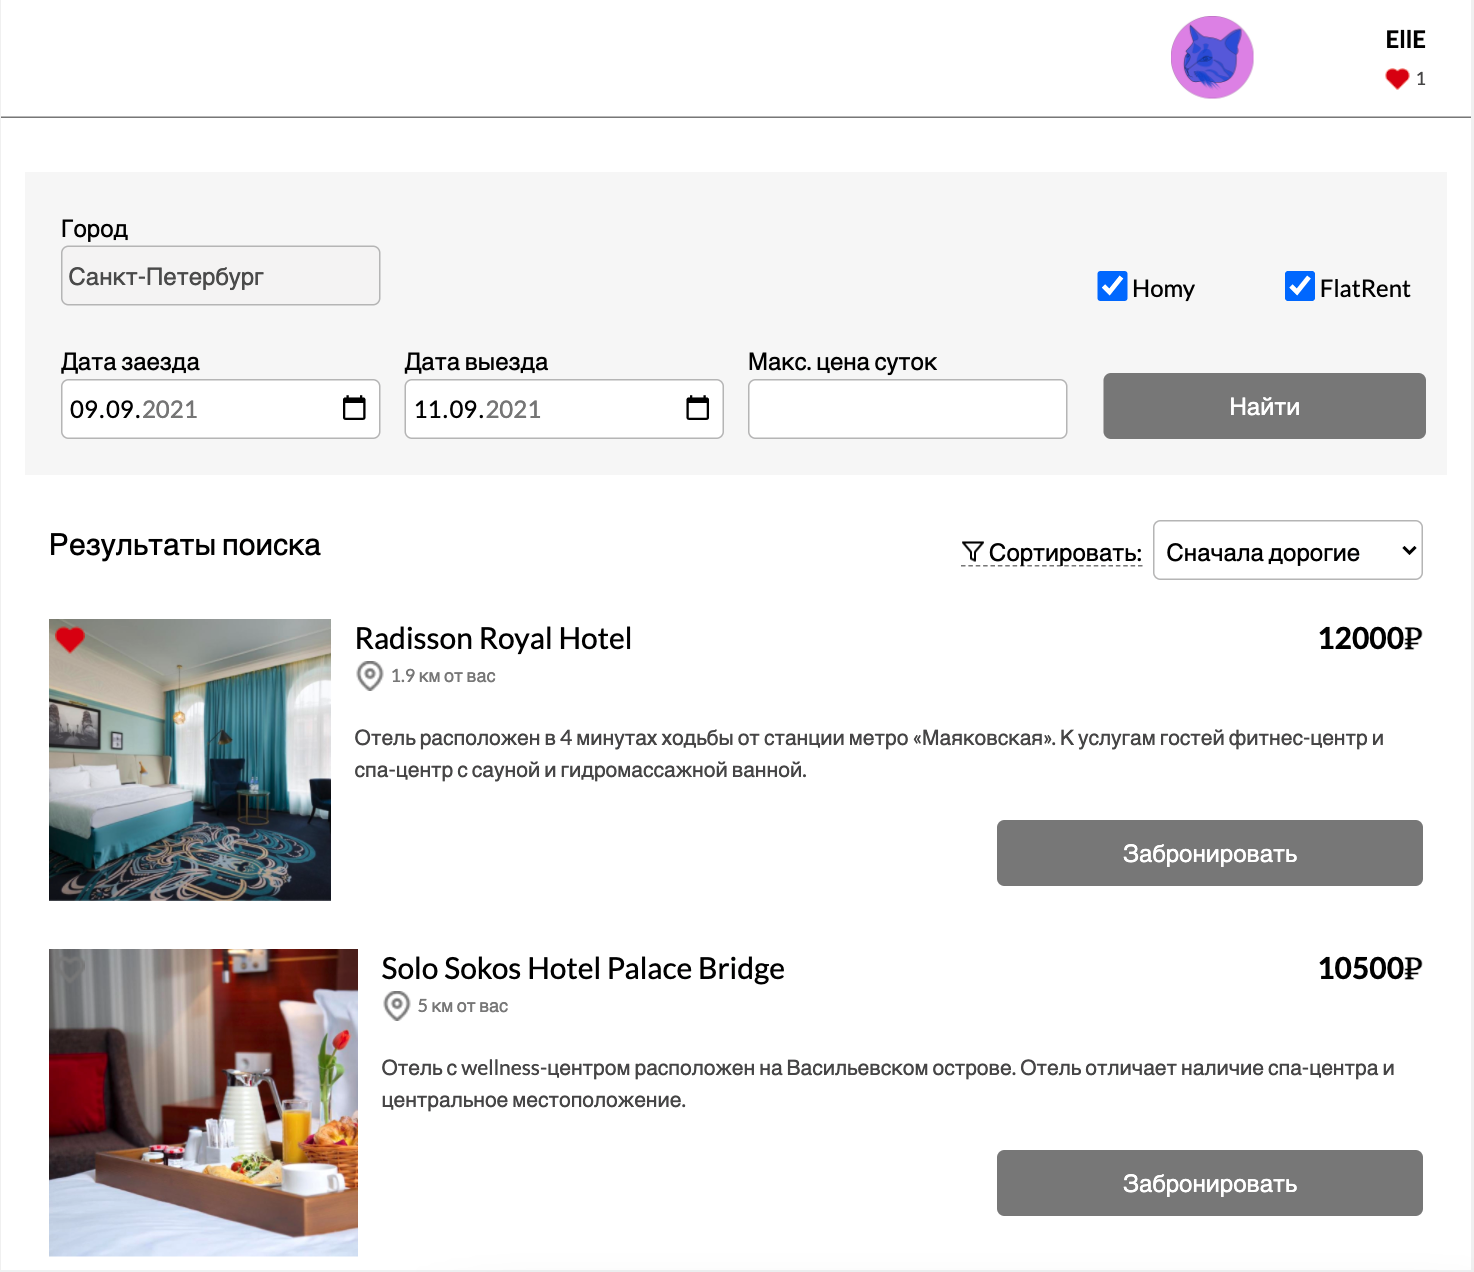 EllE
1
Город
Санкт-Петербург
Homy
FlatRent
Дата заезда
Дата выезда
Макс. цена суток
09.09.2021
11.09.2021
Найти
Результаты поиска
Сортировать:
Сначала дорогие
Radisson Royal Hotel
12000₽
1.9 км от вас
Отель расположен в 4 минутах ходьбы от станции метро «Маяковская». К услугам гостей фитнес-центр и
спа-центр с сауной и гидромассажной ванной.
Забронировать
Solo Sokos Hotel Palace Bridge
10500₽
5 км от вас
Отель с wellness-центром расположен на Васильевском острове. Отель отличает наличие спа-центра и
центральное местоположение.
Забронировать